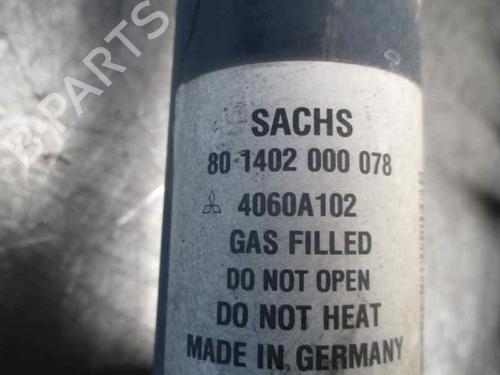 SACHS
80 1402 000 078
4060A102
GAS FILLED
DO NOT OPEN
DO NOT HEAT
MADE IN GERMANY
B-PARTS